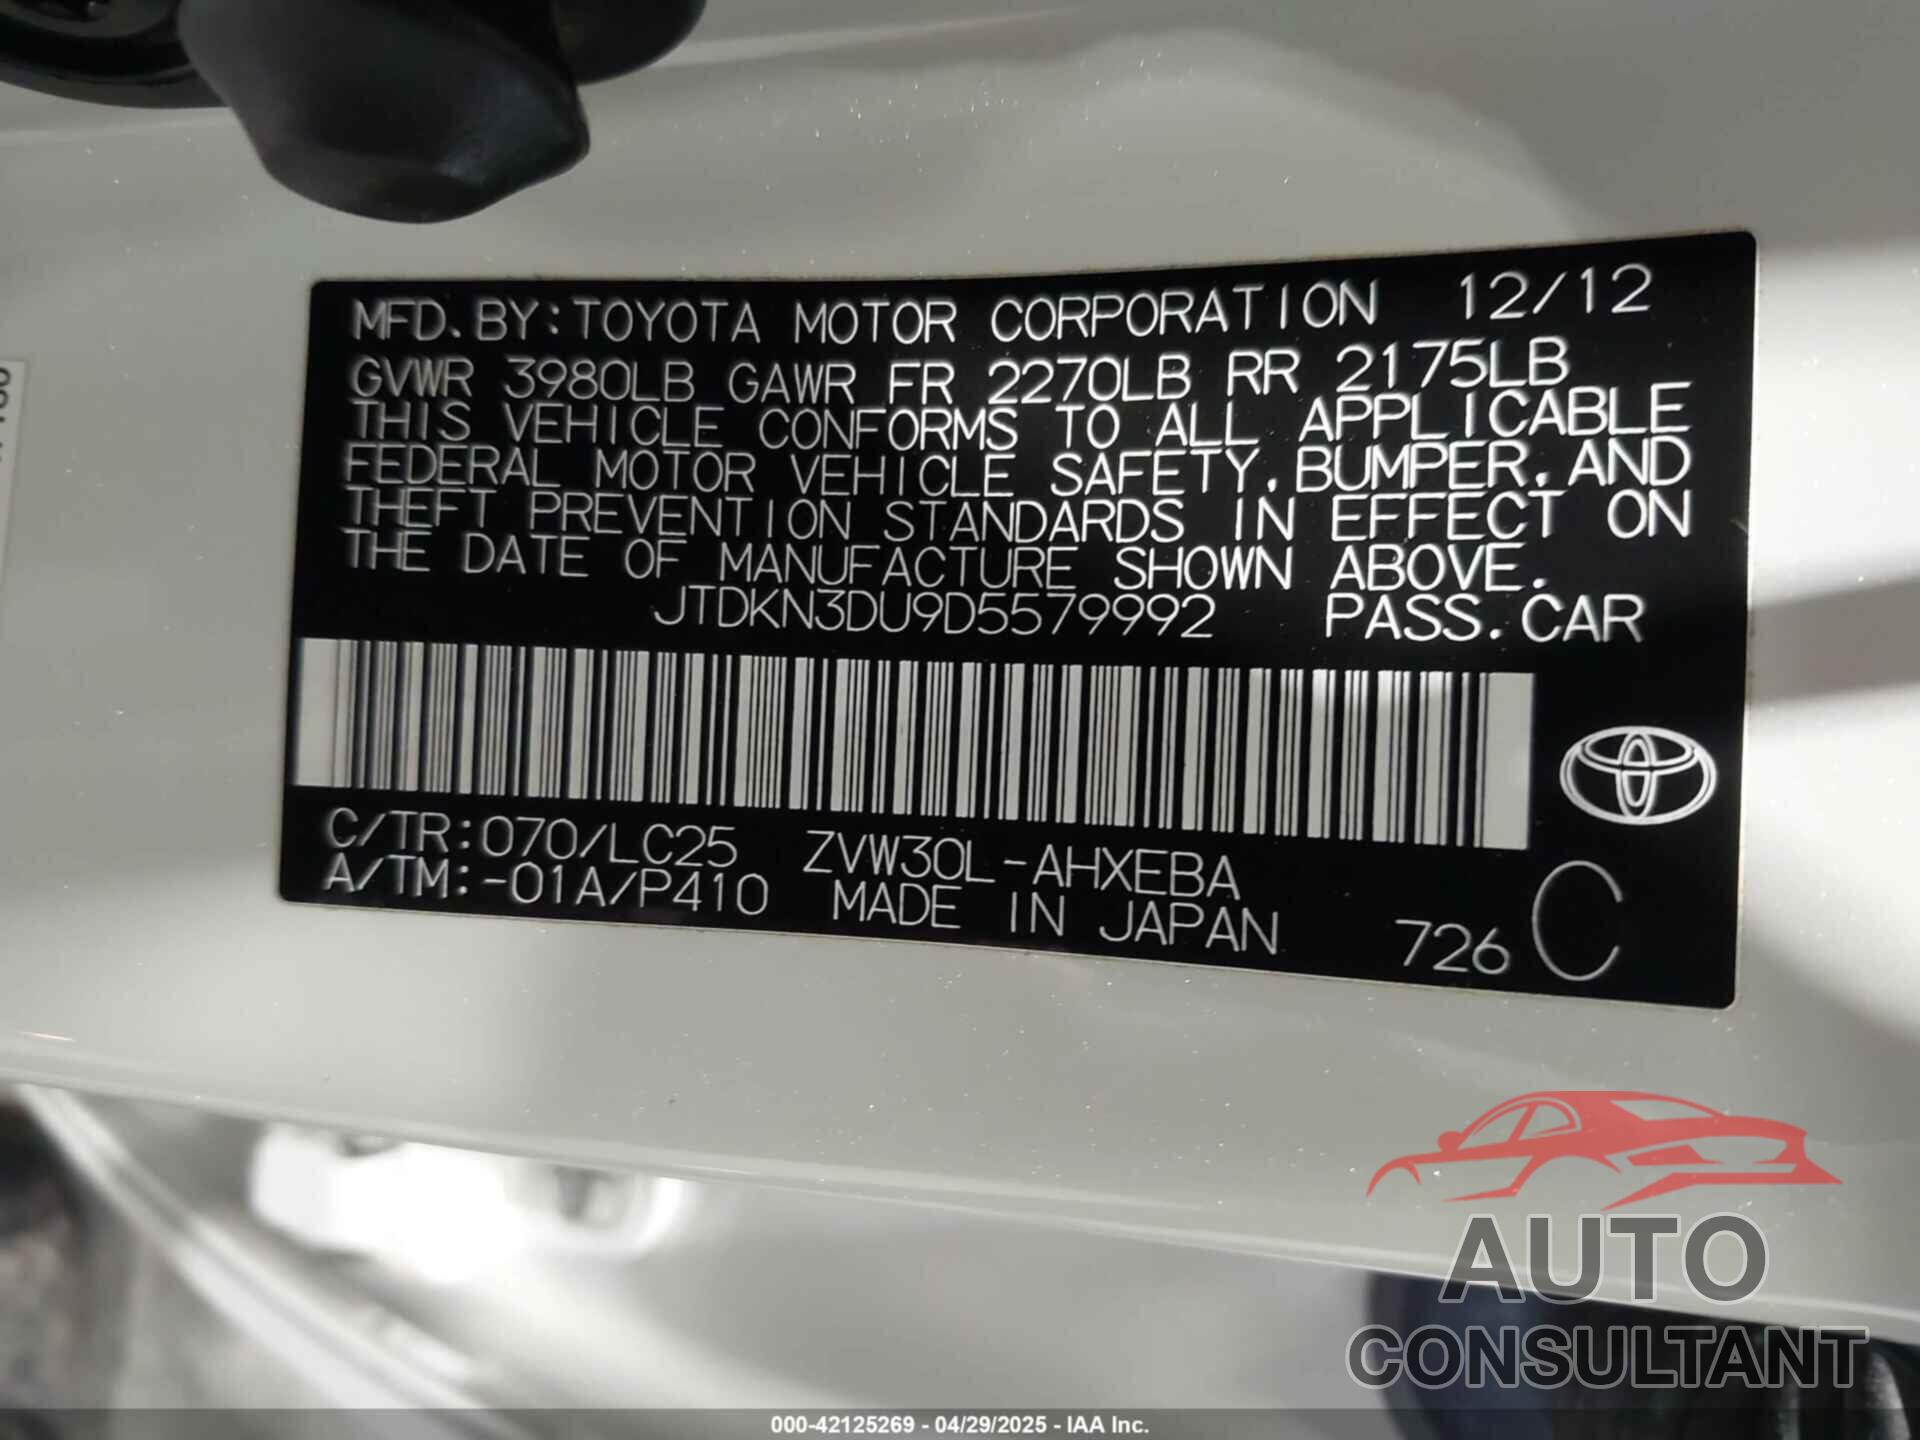 MFD. BY: TOYOTA MOTOR CORPORATION 12/12
GVWR 3980LB GAWR FR 2270LB RR 2175LB
THIS VEHICLE CONFORMS TO ALL APPLICABLE
FEDERAL MOTOR VEHICLE SAFETY, BUMPER, AND
THEFT PREVENTION STANDARDS IN EFFECT ON
THE DATE OF MANUFACTURE SHOWN ABOVE.
JTDKN3DU9D5579992 PASS. CAR
C/TR: 070/LC25 ZVW30L-AHXEBA
A/TM: -01A/P410 MADE IN JAPAN 726 C
AUTO
CONSULTANT
000-42125269 - 04/29/2025 - IAA Inc.